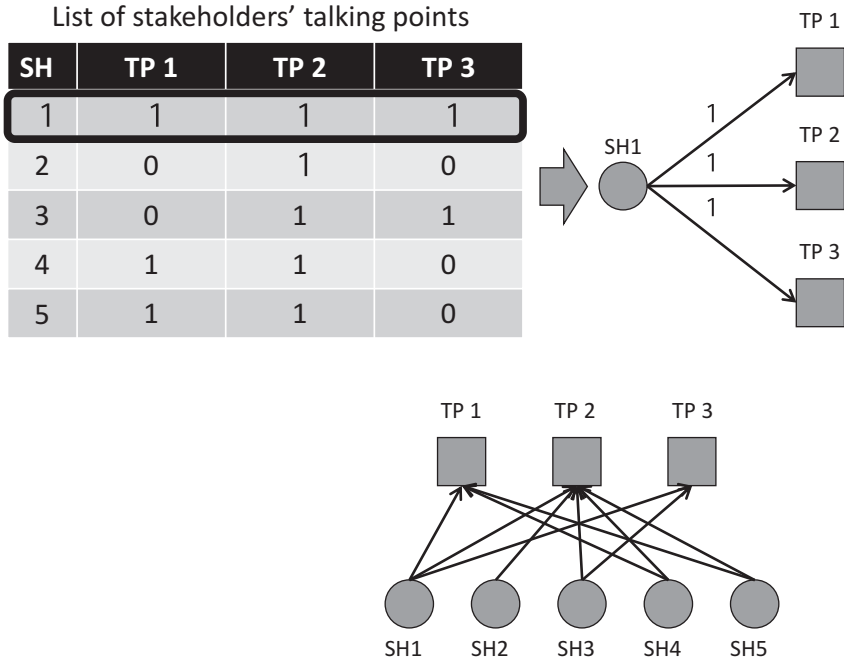 List of stakeholders’ talking points
SH TP 1 TP 2 TP 3
1 1 1 1
2 0 1 0
3 0 1 1
4 1 1 0
5 1 1 0
TP 1
1
SH1
TP 2
1
1
TP 3
TP 1 TP 2 TP 3
SH1 SH2 SH3 SH4 SH5